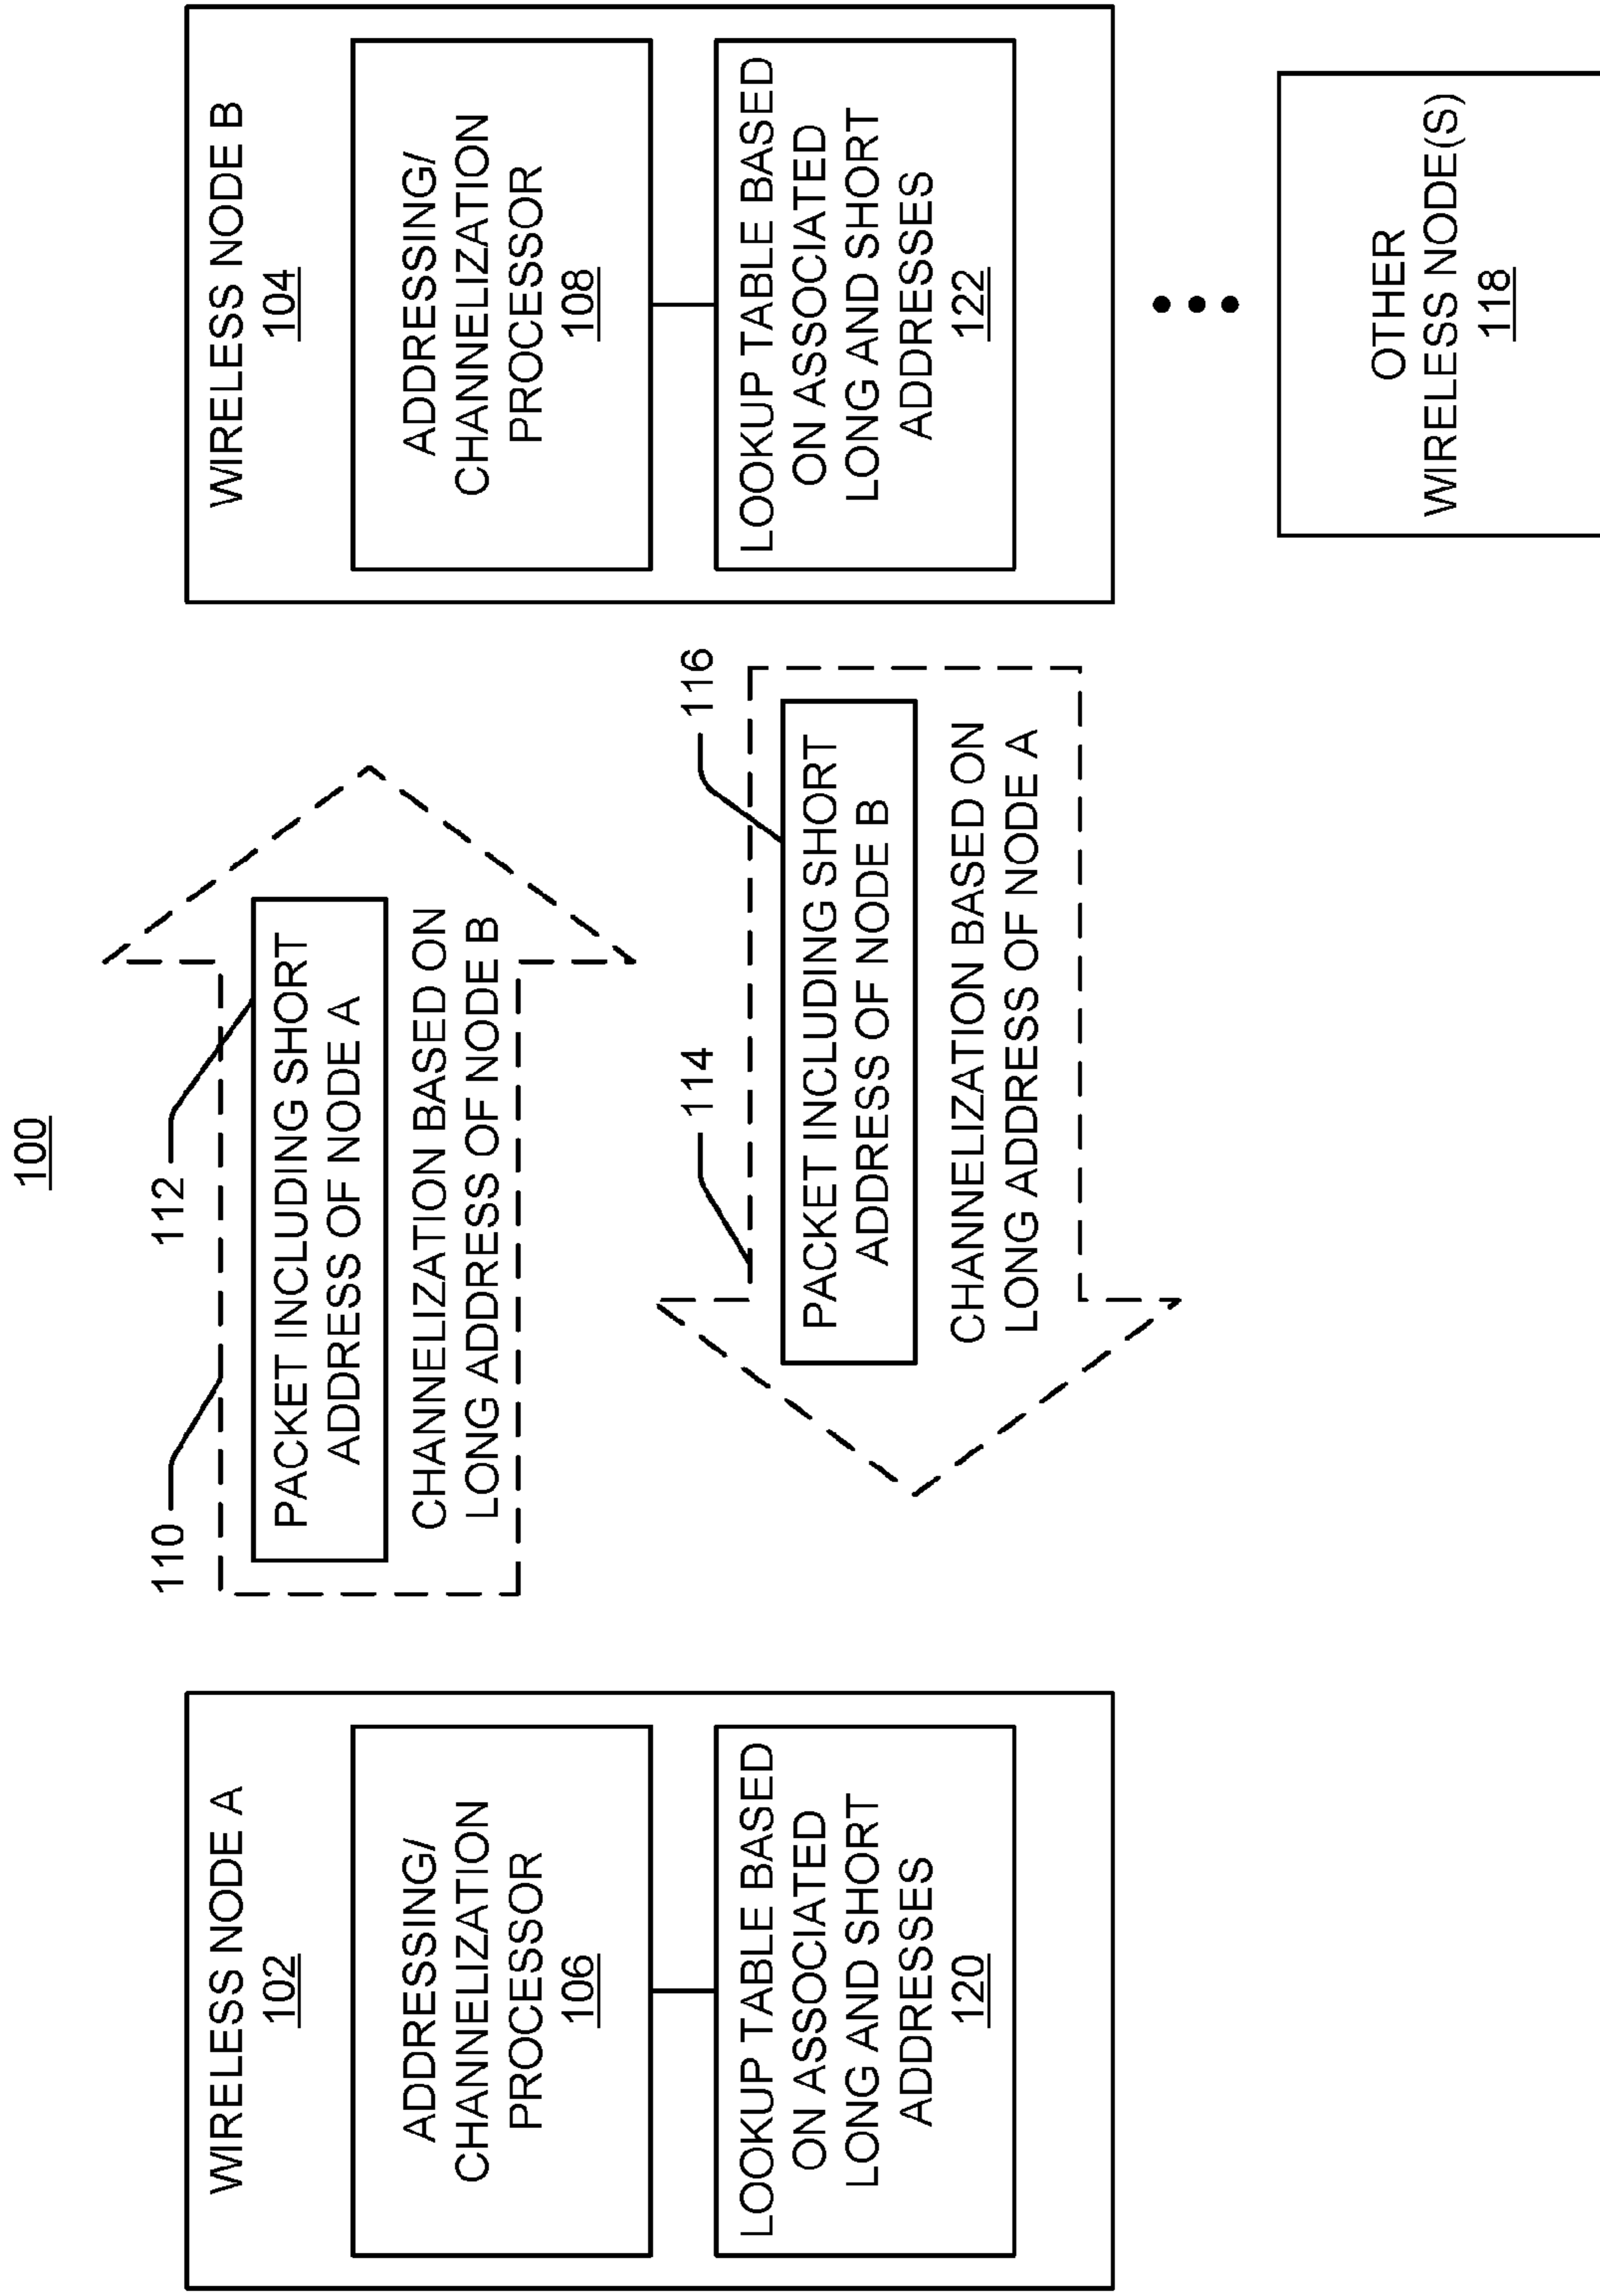 100
WIRELESS NODE A
102
ADDRESSING/
CHANNELIZATION
PROCESSOR
106
LOOKUP TABLE BASED
ON ASSOCIATED
LONG AND SHORT
ADDRESSES
120
110
112
PACKET INCLUDING SHORT
ADDRESS OF NODE A
CHANNELIZATION BASED ON
LONG ADDRESS OF NODE B
114
116
PACKET INCLUDING SHORT
ADDRESS OF NODE B
CHANNELIZATION BASED ON
LONG ADDRESS OF NODE A
WIRELESS NODE B
104
ADDRESSING/
CHANNELIZATION
PROCESSOR
108
LOOKUP TABLE BASED
ON ASSOCIATED
LONG AND SHORT
ADDRESSES
122
OTHER
WIRELESS NODE(S)
118